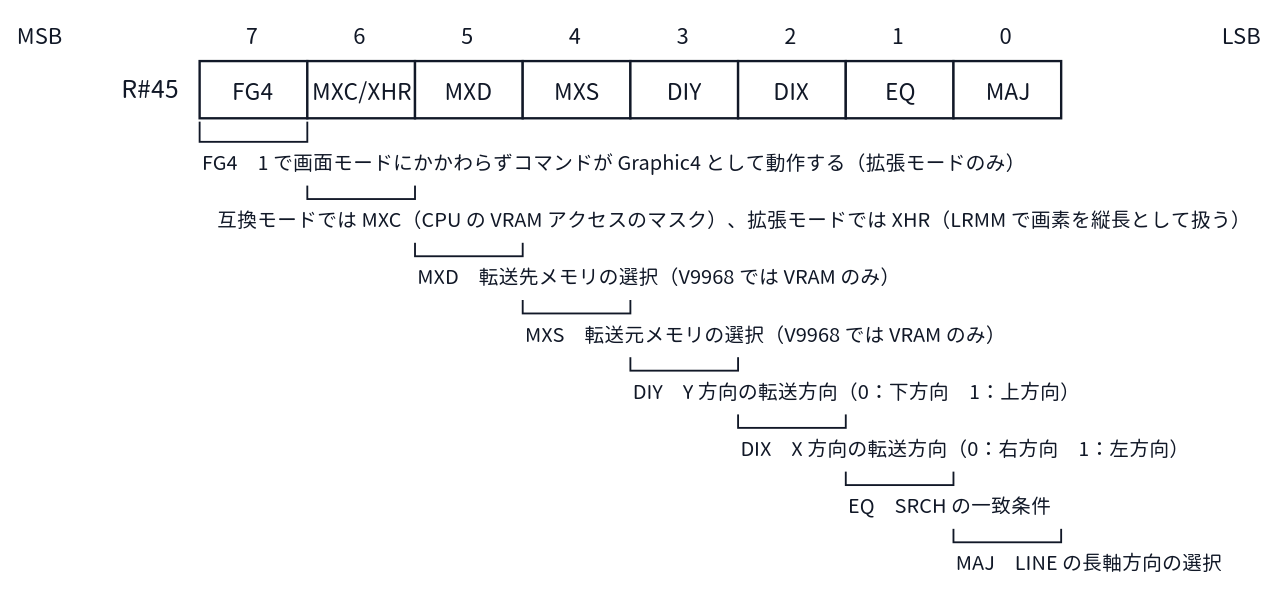 MSB 7 6 5 4 3 2 1 0 LSB
R#45 FG4 MXC/XHR MXD MXS DIY DIX EQ MAJ
FG4　1 で画面モードにかかわらずコマンドが Graphic4 として動作する（拡張モードのみ）
互換モードでは MXC（CPU の VRAM アクセスのマスク）、拡張モードでは XHR（LRMM で画素を縦長として扱う）
MXD　転送先メモリの選択（V9968 では VRAM のみ）
MXS　転送元メモリの選択（V9968 では VRAM のみ）
DIY　Y 方向の転送方向（0：下方向　1：上方向）
DIX　X 方向の転送方向（0：右方向　1：左方向）
EQ　SRCH の一致条件
MAJ　LINE の長軸方向の選択